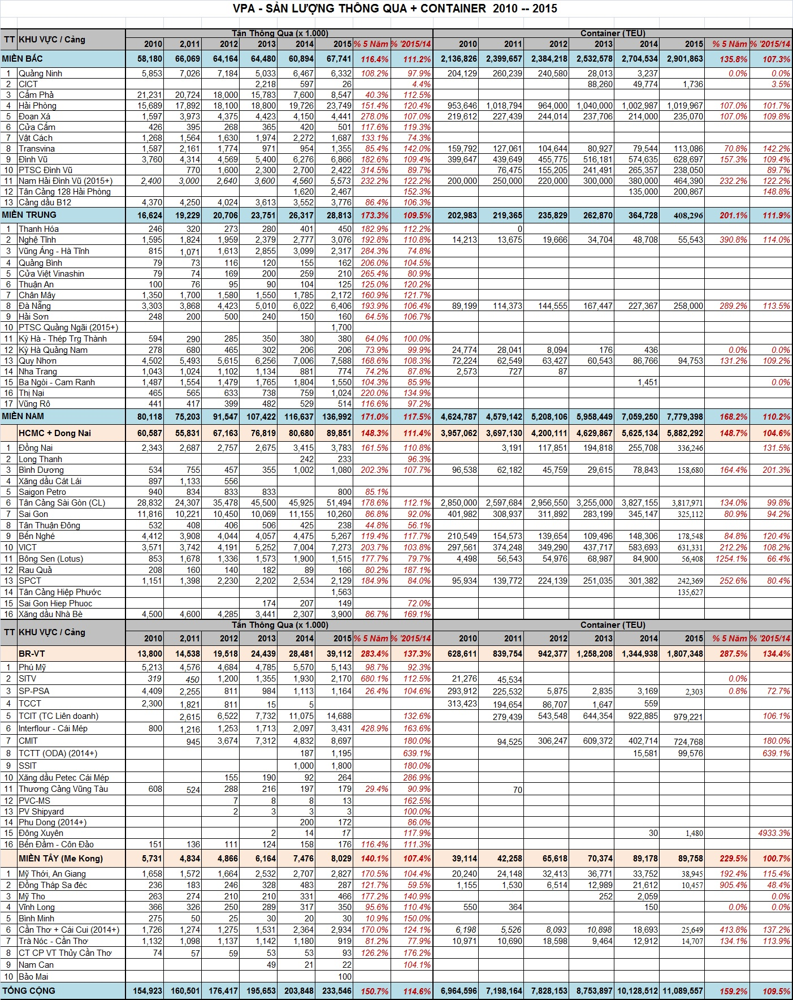 VPA - SẢN LƯỢNG THÔNG QUA + CONTAINER 2010 -- 2015
TT KHU VỰC / Cảng Tấn Thông Qua (x 1.000) Container (TEU)
2010 2,011 2012 2013 2014 2015 % 5 Năm % '2015/14 2010 2011 2012 2013 2014 2015 % 5 Năm % '2015/14
MIỀN BẮC 58,180 66,069 64,164 64,480 60,894 67,741 116.4% 111.2% 2,136,826 2,399,657 2,384,218 2,532,578 2,704,534 2,901,863 135.8% 107.3%
1 Quảng Ninh 5,853 7,026 7,184 5,033 6,467 6,332 108.2% 97.9% 204,129 260,239 240,580 28,013 3,237 0.0% 0.0%
2 CICT 2,218 597 26 4.4% 88,260 49,774 1,736 3.5%
3 Cẩm Phả 21,231 20,724 18,000 15,783 7,600 8,547 40.3% 112.5%
4 Hải Phòng 15,689 17,892 18,100 18,800 19,726 23,749 151.4% 120.4% 953,646 1,018,794 964,000 1,040,000 1,002,987 1,019,967 107.0% 101.7%
5 Đoạn Xá 1,597 3,973 4,375 4,423 4,150 4,441 278.0% 107.0% 219,612 227,439 244,014 237,706 214,000 235,070 107.0% 109.8%
6 Cửa Cấm 426 395 268 365 420 501 117.6% 119.3%
7 Vật Cách 1,268 1,564 1,630 1,974 2,272 1,687 133.1% 74.3%
8 Transvina 1,587 2,161 1,774 971 954 1,355 85.4% 142.0% 159,792 127,061 104,644 80,927 79,544 113,086 70.8% 142.2%
9 Đình Vũ 3,760 4,314 4,569 5,400 6,276 6,866 182.6% 109.4% 399,647 439,649 455,775 516,181 574,635 628,697 157.3% 109.4%
10 PTSC Đình Vũ 770 1,600 2,300 2,700 2,422 314.5% 89.7% 76,475 155,205 241,491 265,357 238,050 89.7%
11 Nam Hải Đình Vũ (2015+) 2,400 3,000 2,640 3,600 4,560 5,573 232.2% 122.2% 200,000 250,000 220,000 300,000 380,000 464,390 232.2% 122.2%
12 Tân Cảng 128 Hải Phòng 1,620 2,467 152.3% 135,000 200,867 148.8%
13 Cảng dầu B12 4,370 4,250 4,024 3,613 3,552 3,776 86.4% 106.3%
MIỀN TRUNG 16,624 19,229 20,706 23,751 26,317 28,813 173.3% 109.5% 202,983 219,365 235,829 262,870 364,728 408,296 201.1% 111.9%
1 Thanh Hóa 246 320 273 280 401 450 182.9% 112.2% 0
2 Nghệ Tĩnh 1,595 1,824 1,959 2,379 2,777 3,076 192.8% 110.8% 14,213 13,675 19,666 34,704 48,708 55,543 390.8% 114.0%
3 Vũng Áng - Hà Tĩnh 815 1,071 1,613 2,855 3,099 2,317 284.3% 74.8%
4 Quảng Bình 79 73 116 120 155 162 206.0% 104.5%
5 Cửa Việt Vinashin 79 74 169 200 259 210 265.4% 80.9%
6 Thuận An 100 76 95 90 104 125 125.0% 120.2%
7 Chân Mây 1,350 1,700 1,580 1,550 1,785 2,172 160.9% 121.7%
8 Đà Nẵng 3,303 3,868 4,423 5,010 6,022 6,406 193.9% 106.4% 89,199 114,373 144,555 167,447 227,367 258,000 289.2% 113.5%
9 Hải Sơn 248 200 500 240 150 160 64.5% 106.7%
10 PTSC Quảng Ngãi (2015+) 1,700
11 Kỳ Hà - Thép Trg Thành 594 290 285 350 380 380 64.0% 100.0%
12 Kỳ Hà Quảng Nam 278 680 465 302 206 206 73.9% 99.9% 24,774 28,041 8,094 176 436 0.0% 0.0%
13 Quy Nhơn 4,502 5,493 5,615 6,256 7,006 7,588 168.6% 108.3% 72,224 62,549 63,427 60,543 86,766 94,753 131.2% 109.2%
14 Nha Trang 1,043 1,024 1,102 1,134 881 774 74.2% 87.8% 2,573 727 87
15 Ba Ngòi - Cam Ranh 1,487 1,554 1,479 1,765 1,804 1,550 104.3% 85.9% 1,451 0.0%
16 Thị Nại 465 565 633 738 759 1,024 220.0% 134.9%
17 Vũng Rô 441 417 399 482 529 514 116.6% 97.2%
MIỀN NAM 80,118 75,203 91,547 107,422 116,637 136,992 171.0% 117.5% 4,624,787 4,579,142 5,208,106 5,958,449 7,059,250 7,779,398 168.2% 110.2%
HCMC + Dong Nai 60,587 55,831 67,163 76,819 80,680 89,851 148.3% 111.4% 3,957,062 3,697,130 4,200,111 4,629,867 5,625,134 5,882,292 148.7% 104.6%
1 Đồng Nai 2,343 2,687 2,757 2,675 3,415 3,783 161.5% 110.8% 3,191 117,851 194,818 255,708 336,246 131.5%
2 Long Thanh 242 233 96.3%
3 Bình Dương 534 755 457 355 1,002 1,080 202.3% 107.7% 96,538 62,182 45,759 29,615 78,843 158,680 164.4% 201.3%
4 Xăng dầu Cát Lái 897 1,133 556
5 Saigon Petro 940 834 833 833 800 85.1%
6 Tân Cảng Sài Gòn (CL) 28,832 24,307 35,478 45,500 45,925 51,494 178.6% 112.1% 2,850,000 2,597,684 2,956,550 3,255,000 3,827,155 3,817,971 134.0% 99.8%
7 Sai Gon 11,816 10,221 10,450 10,069 11,155 10,260 86.8% 92.0% 401,982 308,937 311,892 283,199 345,147 325,112 80.9% 94.2%
8 Tân Thuận Đông 532 408 406 506 425 238 44.8% 56.1%
9 Bến Nghé 4,412 3,908 4,044 4,057 4,475 5,267 119.4% 117.7% 210,549 154,573 139,654 109,496 148,306 178,548 84.8% 120.4%
10 VICT 3,571 3,742 4,191 5,252 7,004 7,273 203.7% 103.8% 297,561 374,248 349,290 437,717 583,693 631,331 212.2% 108.2%
11 Bông Sen (Lotus) 853 1,678 1,336 1,573 1,900 1,515 177.7% 79.7% 4,498 56,543 54,976 68,987 84,900 56,408 1254.1% 66.4%
12 Rau Quả 208 160 140 182 89 166 80.2% 187.1%
13 SPCT 1,151 1,398 2,230 2,202 2,534 2,129 184.9% 84.0% 95,934 139,772 224,139 251,035 301,382 242,369 252.6% 80.4%
14 Tân Cảng Hiệp Phước 1,563 135,627
15 Sai Gon Hiep Phuoc 174 207 149 72.0%
16 Xăng dầu Nhà Bè 4,500 4,600 4,285 3,441 2,307 3,900 86.7% 169.1%
TT KHU VỰC / Cảng Tấn Thông Qua (x 1.000) Container (TEU)
2010 2,011 2012 2013 2014 2015 % 5 Năm % '2015/14 2010 2011 2012 2013 2014 2015 % 5 Năm % '2015/14
BR-VT 13,800 14,538 19,518 24,439 28,481 39,112 283.4% 137.3% 628,611 839,754 942,377 1,258,208 1,344,938 1,807,348 287.5% 134.4%
1 Phú Mỹ 5,213 4,576 4,684 4,785 5,570 5,143 98.7% 92.3%
2 SITV 319 450 1,200 1,355 1,930 2,170 680.1% 112.5% 21,276 45,534 0.0%
3 SP-PSA 4,409 2,255 811 984 1,113 1,164 26.4% 104.6% 293,912 225,532 5,875 2,835 3,169 2,303 0.8% 72.7%
4 TCCT 2,300 1,821 811 15 5 313,423 194,654 86,707 1,647 559
5 TCIT (TC Liên doanh) 2,615 6,522 7,732 11,075 14,688 132.6% 279,439 543,548 644,354 922,885 979,221 106.1%
6 Interflour - Cái Mép 800 1,216 1,253 1,713 2,097 3,431 428.9% 163.6%
7 CMIT 945 3,674 7,312 4,832 8,697 180.0% 94,525 306,247 609,372 402,714 724,768 180.0%
8 TCTT (ODA) (2014+) 187 1,195 639.1% 15,581 99,576 639.1%
9 SSIT 1,000 1,800 180.0%
10 Xăng dầu Petec Cái Mép 155 190 92 264 286.9%
11 Thương Cảng Vũng Tàu 608 524 288 216 197 179 29.4% 90.9% 70
12 PVC-MS 7 8 8 13 162.5%
13 PV Shipyard 2 3 3 3 100.0%
14 Phu Dong (2014+) 200 172 86.0%
15 Đông Xuyên 2 14 17 117.9% 30 1,480 4933.3%
16 Bến Đầm - Côn Đảo 151 136 111 124 158 176 116.4% 111.3%
MIỀN TÂY (Me Kong) 5,731 4,834 4,866 6,164 7,476 8,029 140.1% 107.4% 39,114 42,258 65,618 70,374 89,178 89,758 229.5% 100.7%
1 Mỹ Thới, An Giang 1,658 1,572 1,664 2,532 2,707 2,827 170.5% 104.4% 20,240 24,148 32,413 36,771 33,752 38,945 192.4% 115.4%
2 Đồng Tháp Sa đéc 236 183 246 328 483 287 121.7% 59.5% 1,155 1,530 6,514 12,989 21,612 10,457 905.4% 48.4%
3 Mỹ Tho 263 274 210 210 331 466 177.2% 140.9% 252 2,059 0.0%
4 Vĩnh Long 366 326 250 289 317 350 95.6% 110.4% 550 364 150 0.0% 0.0%
5 Bình Minh 275 50 25 30 20 30 10.9% 150.0%
6 Cần Thơ + Cái Cui (2014+) 1,726 1,274 1,275 1,531 2,364 2,934 170.0% 124.1% 6,198 5,526 8,093 10,898 18,693 25,649 413.8% 137.2%
7 Trà Nóc - Cần Thơ 1,132 1,098 1,137 1,142 1,180 919 81.2% 77.9% 10,971 10,690 18,598 9,464 12,912 14,707 134.1% 113.9%
8 CT CP VT Thủy Cần Thơ 74 57 59 53 53 93 126.2% 176.2%
9 Nam Can 49 21 22 104.1%
10 Bảo Mai 100
TỔNG CỘNG 154,923 160,501 176,417 195,653 203,848 233,546 150.7% 114.6% 6,964,596 7,198,164 7,828,153 8,753,897 10,128,512 11,089,557 159.2% 109.5%